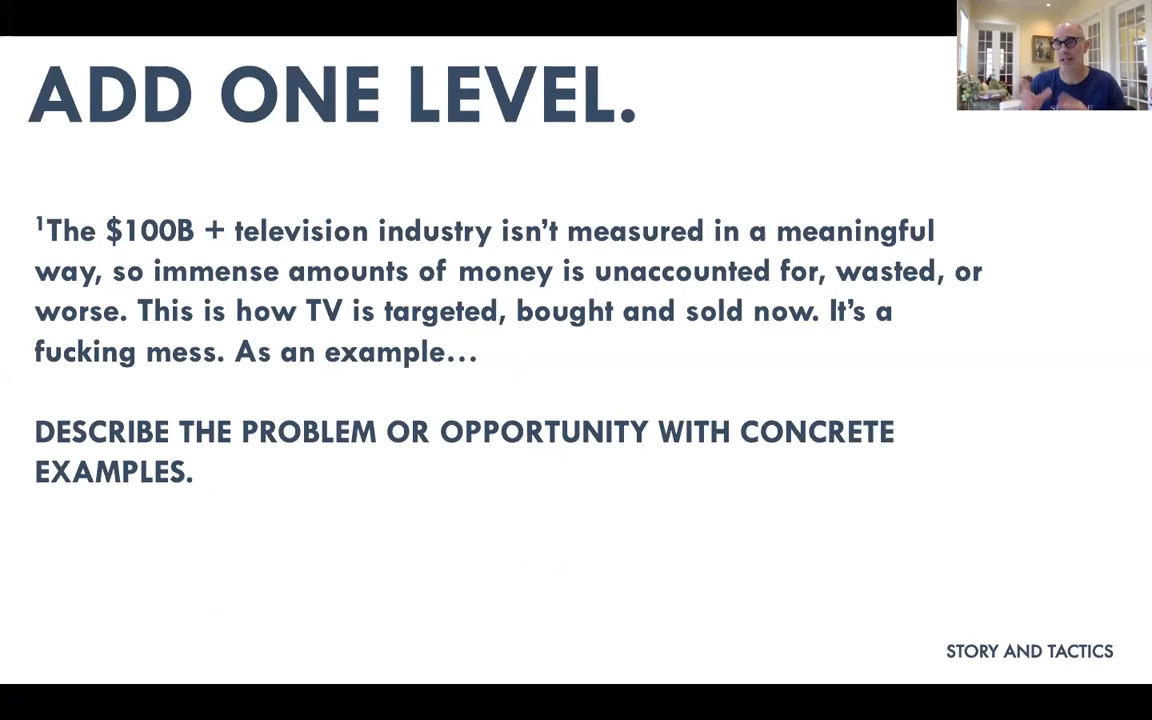 ADD ONE LEVEL.
¹The $100B + television industry isn’t measured in a meaningful
way, so immense amounts of money is unaccounted for, wasted, or
worse. This is how TV is targeted, bought and sold now. It’s a
fucking mess. As an example…
DESCRIBE THE PROBLEM OR OPPORTUNITY WITH CONCRETE
EXAMPLES.
STORY AND TACTICS